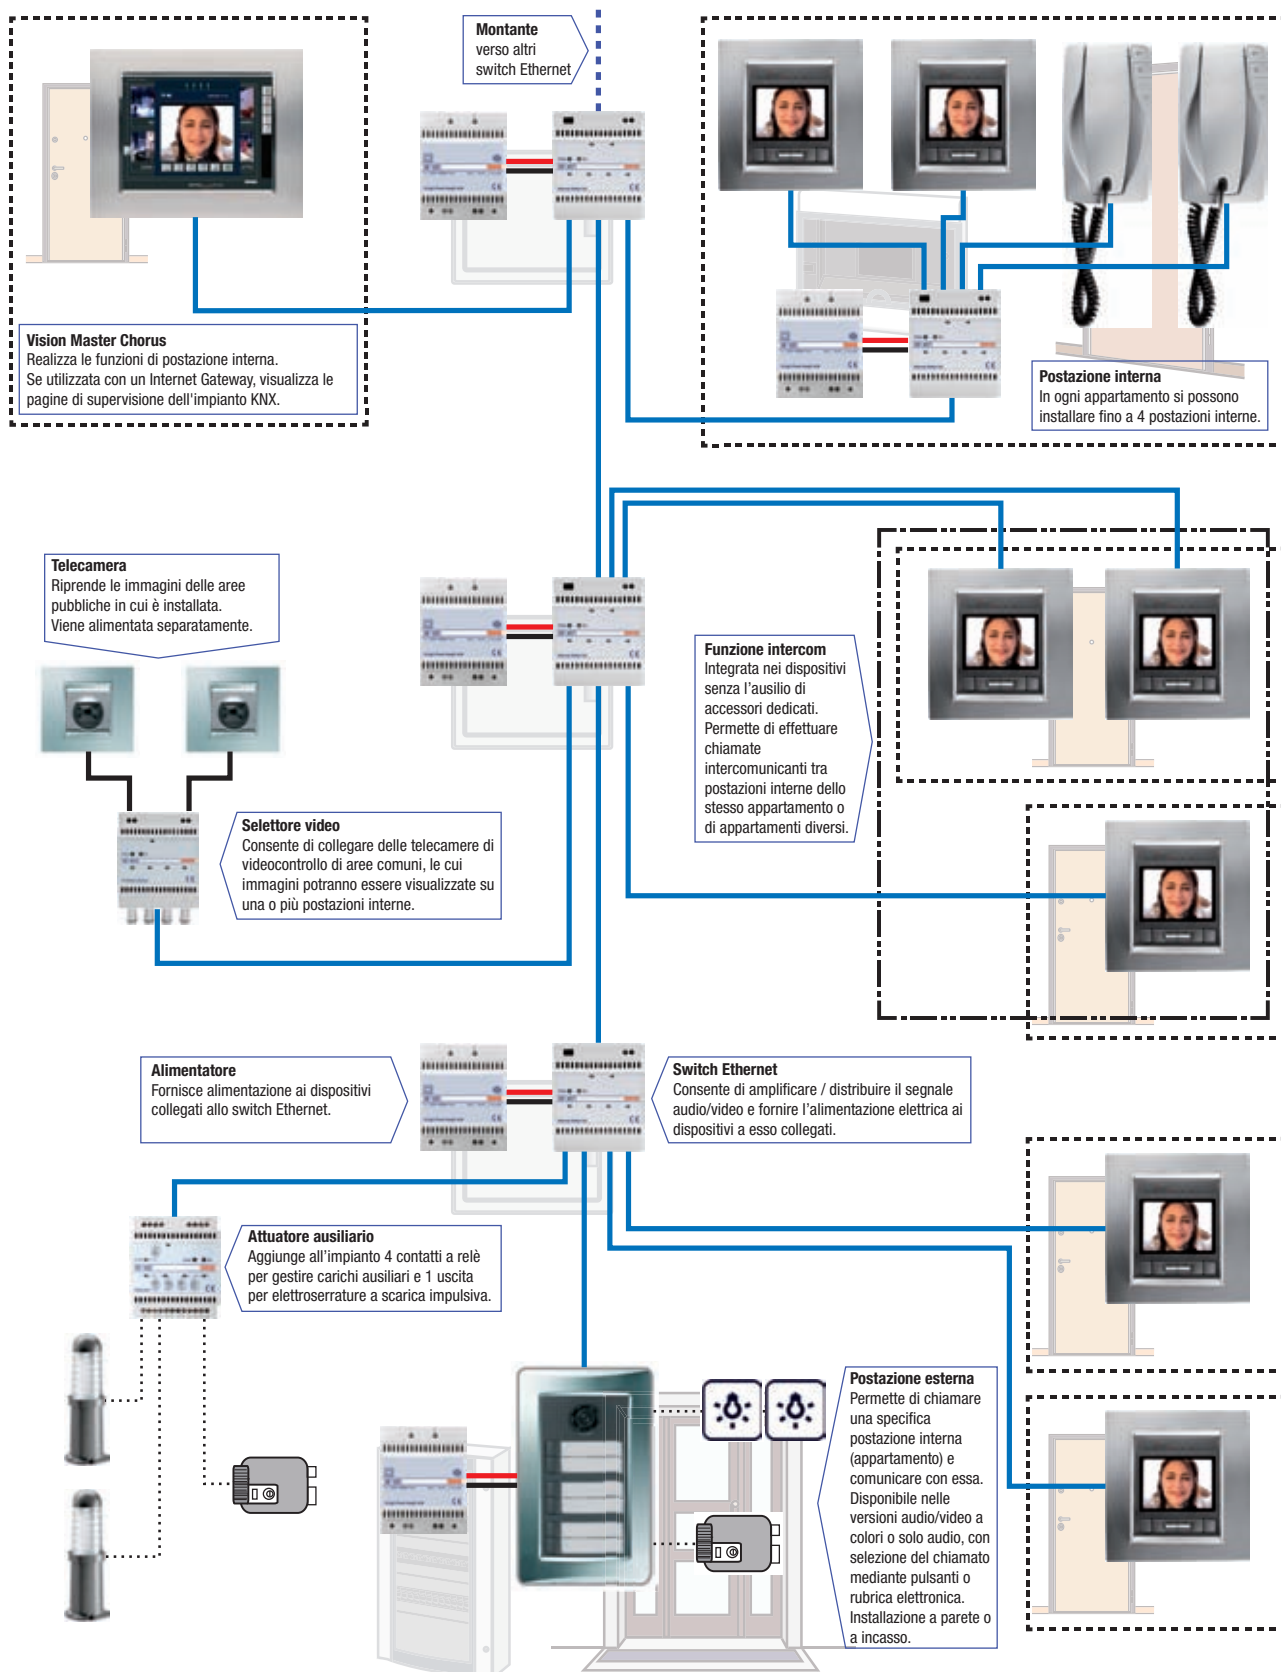 Montante
verso altri
switch Ethernet
Vision Master Chorus
Realizza le funzioni di postazione interna.
Se utilizzata con un Internet Gateway, visualizza le
pagine di supervisione dell'impianto KNX.
Postazione interna
In ogni appartamento si possono
installare fino a 4 postazioni interne.
Telecamera
Riprende le immagini delle aree
pubbliche in cui è installata.
Viene alimentata separatamente.
Funzione intercom
Integrata nei dispositivi
senza l'ausilio di
accessori dedicati.
Permette di effettuare
chiamate
intercomunicanti tra
postazioni interne dello
stesso appartamento o
di appartamenti diversi.
Selettore video
Consente di collegare delle telecamere di
videocontrollo di aree comuni, le cui
immagini potranno essere visualizzate su
una o più postazioni interne.
Alimentatore
Fornisce alimentazione ai dispositivi
collegati allo switch Ethernet.
Switch Ethernet
Consente di amplificare / distribuire il segnale
audio/video e fornire l'alimentazione elettrica ai
dispositivi a esso collegati.
Attuatore ausiliario
Aggiunge all'impianto 4 contatti a relè
per gestire carichi ausiliari e 1 uscita
per elettroserrature a scarica impulsiva.
Postazione esterna
Permette di chiamare
una specifica
postazione interna
(appartamento) e
comunicare con essa.
Disponibile nelle
versioni audio/video a
colori o solo audio, con
selezione del chiamato
mediante pulsanti o
rubrica elettronica.
Installazione a parete o
a incasso.